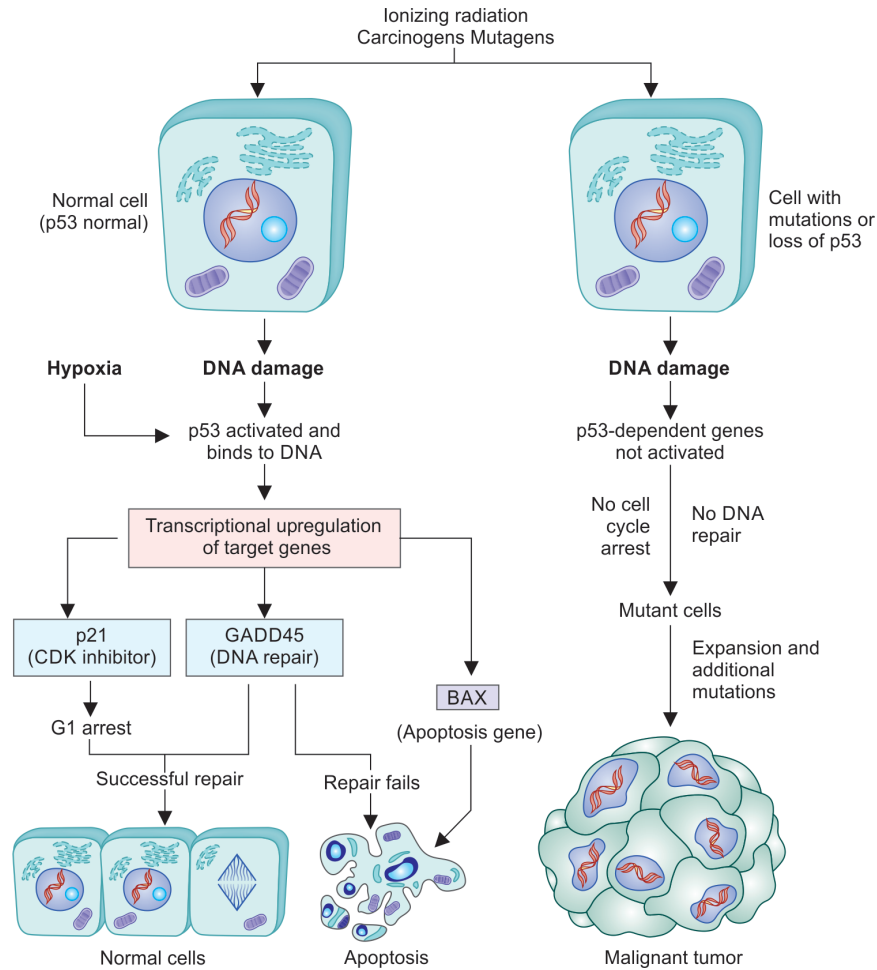 Ionizing radiation
Carcinogens Mutagens
Normal cell
(p53 normal)
Cell with
mutations or
loss of p53
Hypoxia
DNA damage
DNA damage
p53 activated and
binds to DNA
p53-dependent genes
not activated
Transcriptional upregulation
of target genes
No cell
cycle
arrest
No DNA
repair
Mutant cells
p21
(CDK inhibitor)
GADD45
(DNA repair)
Expansion and
additional
mutations
BAX
(Apoptosis gene)
G1 arrest
Successful repair
Repair fails
Normal cells
Apoptosis
Malignant tumor